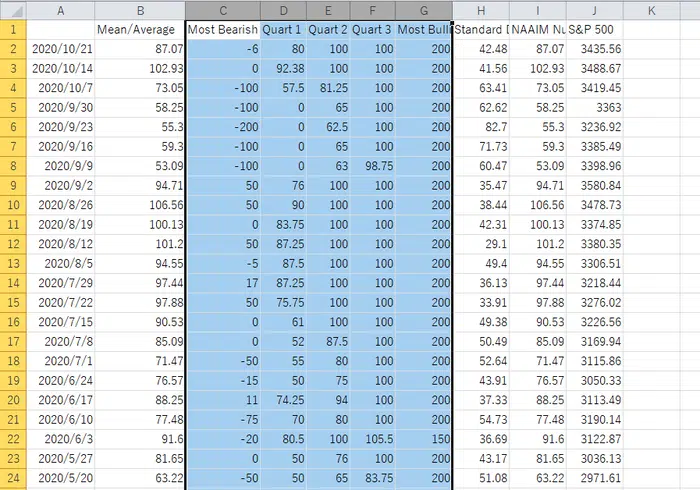 A B C D E F G H I J K
1 Mean/Average Most Bearish Quart 1 Quart 2 Quart 3 Most Bulli Standard D NAAIM Nu S&P 500
2 2020/10/21 87.07 -6 80 100 100 200 42.48 87.07 3435.56
3 2020/10/14 102.93 0 92.38 100 100 200 41.56 102.93 3488.67
4 2020/10/7 73.05 -100 57.5 81.25 100 200 63.41 73.05 3419.45
5 2020/9/30 58.25 -100 0 65 100 200 62.62 58.25 3363
6 2020/9/23 55.3 -200 0 62.5 100 200 82.7 55.3 3236.92
7 2020/9/16 59.3 -100 0 65 100 200 71.73 59.3 3385.49
8 2020/9/9 53.09 -100 0 63 98.75 200 60.47 53.09 3398.96
9 2020/9/2 94.71 50 76 100 100 200 35.47 94.71 3580.84
10 2020/8/26 106.56 50 90 100 100 200 38.44 106.56 3478.73
11 2020/8/19 100.13 0 83.75 100 100 200 42.31 100.13 3374.85
12 2020/8/12 101.2 50 87.25 100 100 200 29.1 101.2 3380.35
13 2020/8/5 94.55 -5 87.5 100 100 200 49.4 94.55 3306.51
14 2020/7/29 97.44 17 87.25 100 100 200 36.13 97.44 3218.44
15 2020/7/22 97.88 50 75.75 100 100 200 33.91 97.88 3276.02
16 2020/7/15 90.53 0 61 100 100 200 49.38 90.53 3226.56
17 2020/7/8 85.09 0 52 87.5 100 200 50.49 85.09 3169.94
18 2020/7/1 71.47 -50 55 80 100 200 52.64 71.47 3115.86
19 2020/6/24 76.57 -15 50 75 100 200 43.91 76.57 3050.33
20 2020/6/17 88.25 11 74.25 94 100 200 37.33 88.25 3113.49
21 2020/6/10 77.48 -75 70 80 100 200 54.73 77.48 3190.14
22 2020/6/3 91.6 -20 80.5 100 105.5 150 36.69 91.6 3122.87
23 2020/5/27 81.65 0 50 76 100 200 43.17 81.65 3036.13
24 2020/5/20 63.22 -50 50 65 83.75 200 51.08 63.22 2971.61